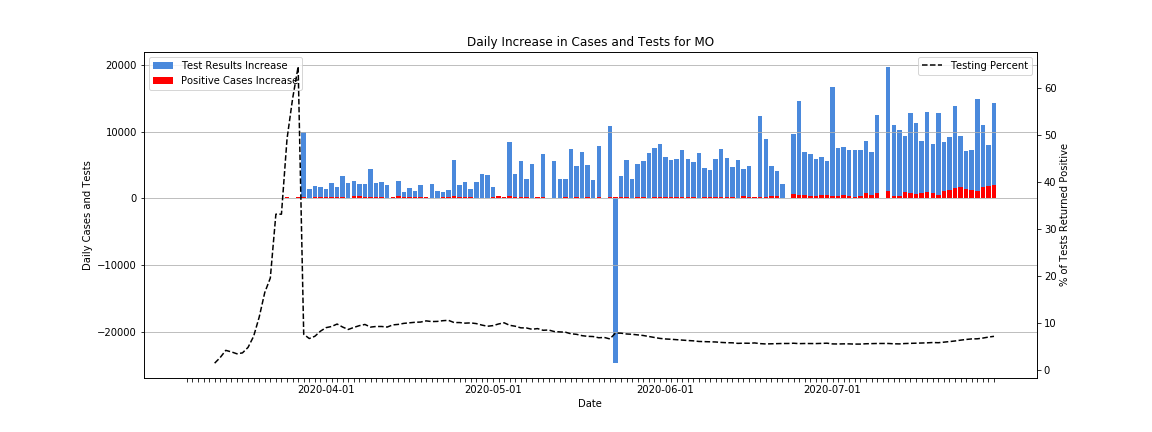 Daily Increase in Cases and Tests for MO
Test Results Increase
Positive Cases Increase
Testing Percent
20000
10000
0
−10000
−20000
Daily Cases and Tests
60
50
40
30
20
10
0
% of Tests Returned Positive
2020-04-01
2020-05-01
2020-06-01
2020-07-01
Date